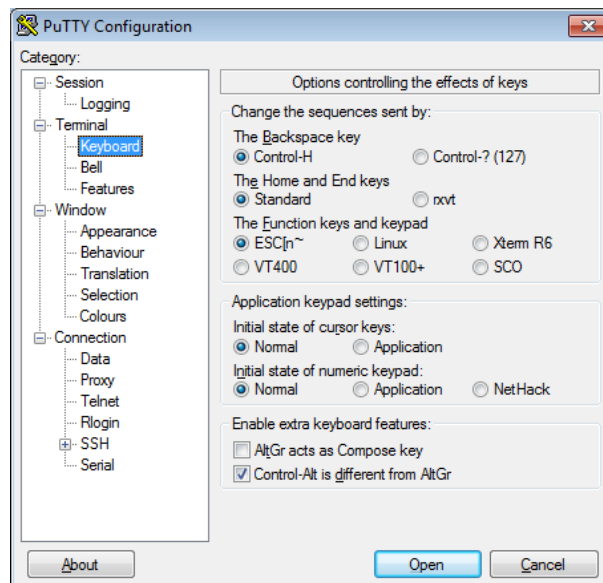 PuTTY Configuration
Category:
Session
Logging
Terminal
Keyboard
Bell
Features
Window
Appearance
Behaviour
Translation
Selection
Colours
Connection
Data
Proxy
Telnet
Rlogin
SSH
Serial
Options controlling the effects of keys
Change the sequences sent by:
The Backspace key
Control-H Control-? (127)
The Home and End keys
Standard rxvt
The Function keys and keypad
ESC[n~ Linux Xterm R6
VT400 VT100+ SCO
Application keypad settings:
Initial state of cursor keys:
Normal Application
Initial state of numeric keypad:
Normal Application NetHack
Enable extra keyboard features:
AltGr acts as Compose key
Control-Alt is different from AltGr
About Open Cancel